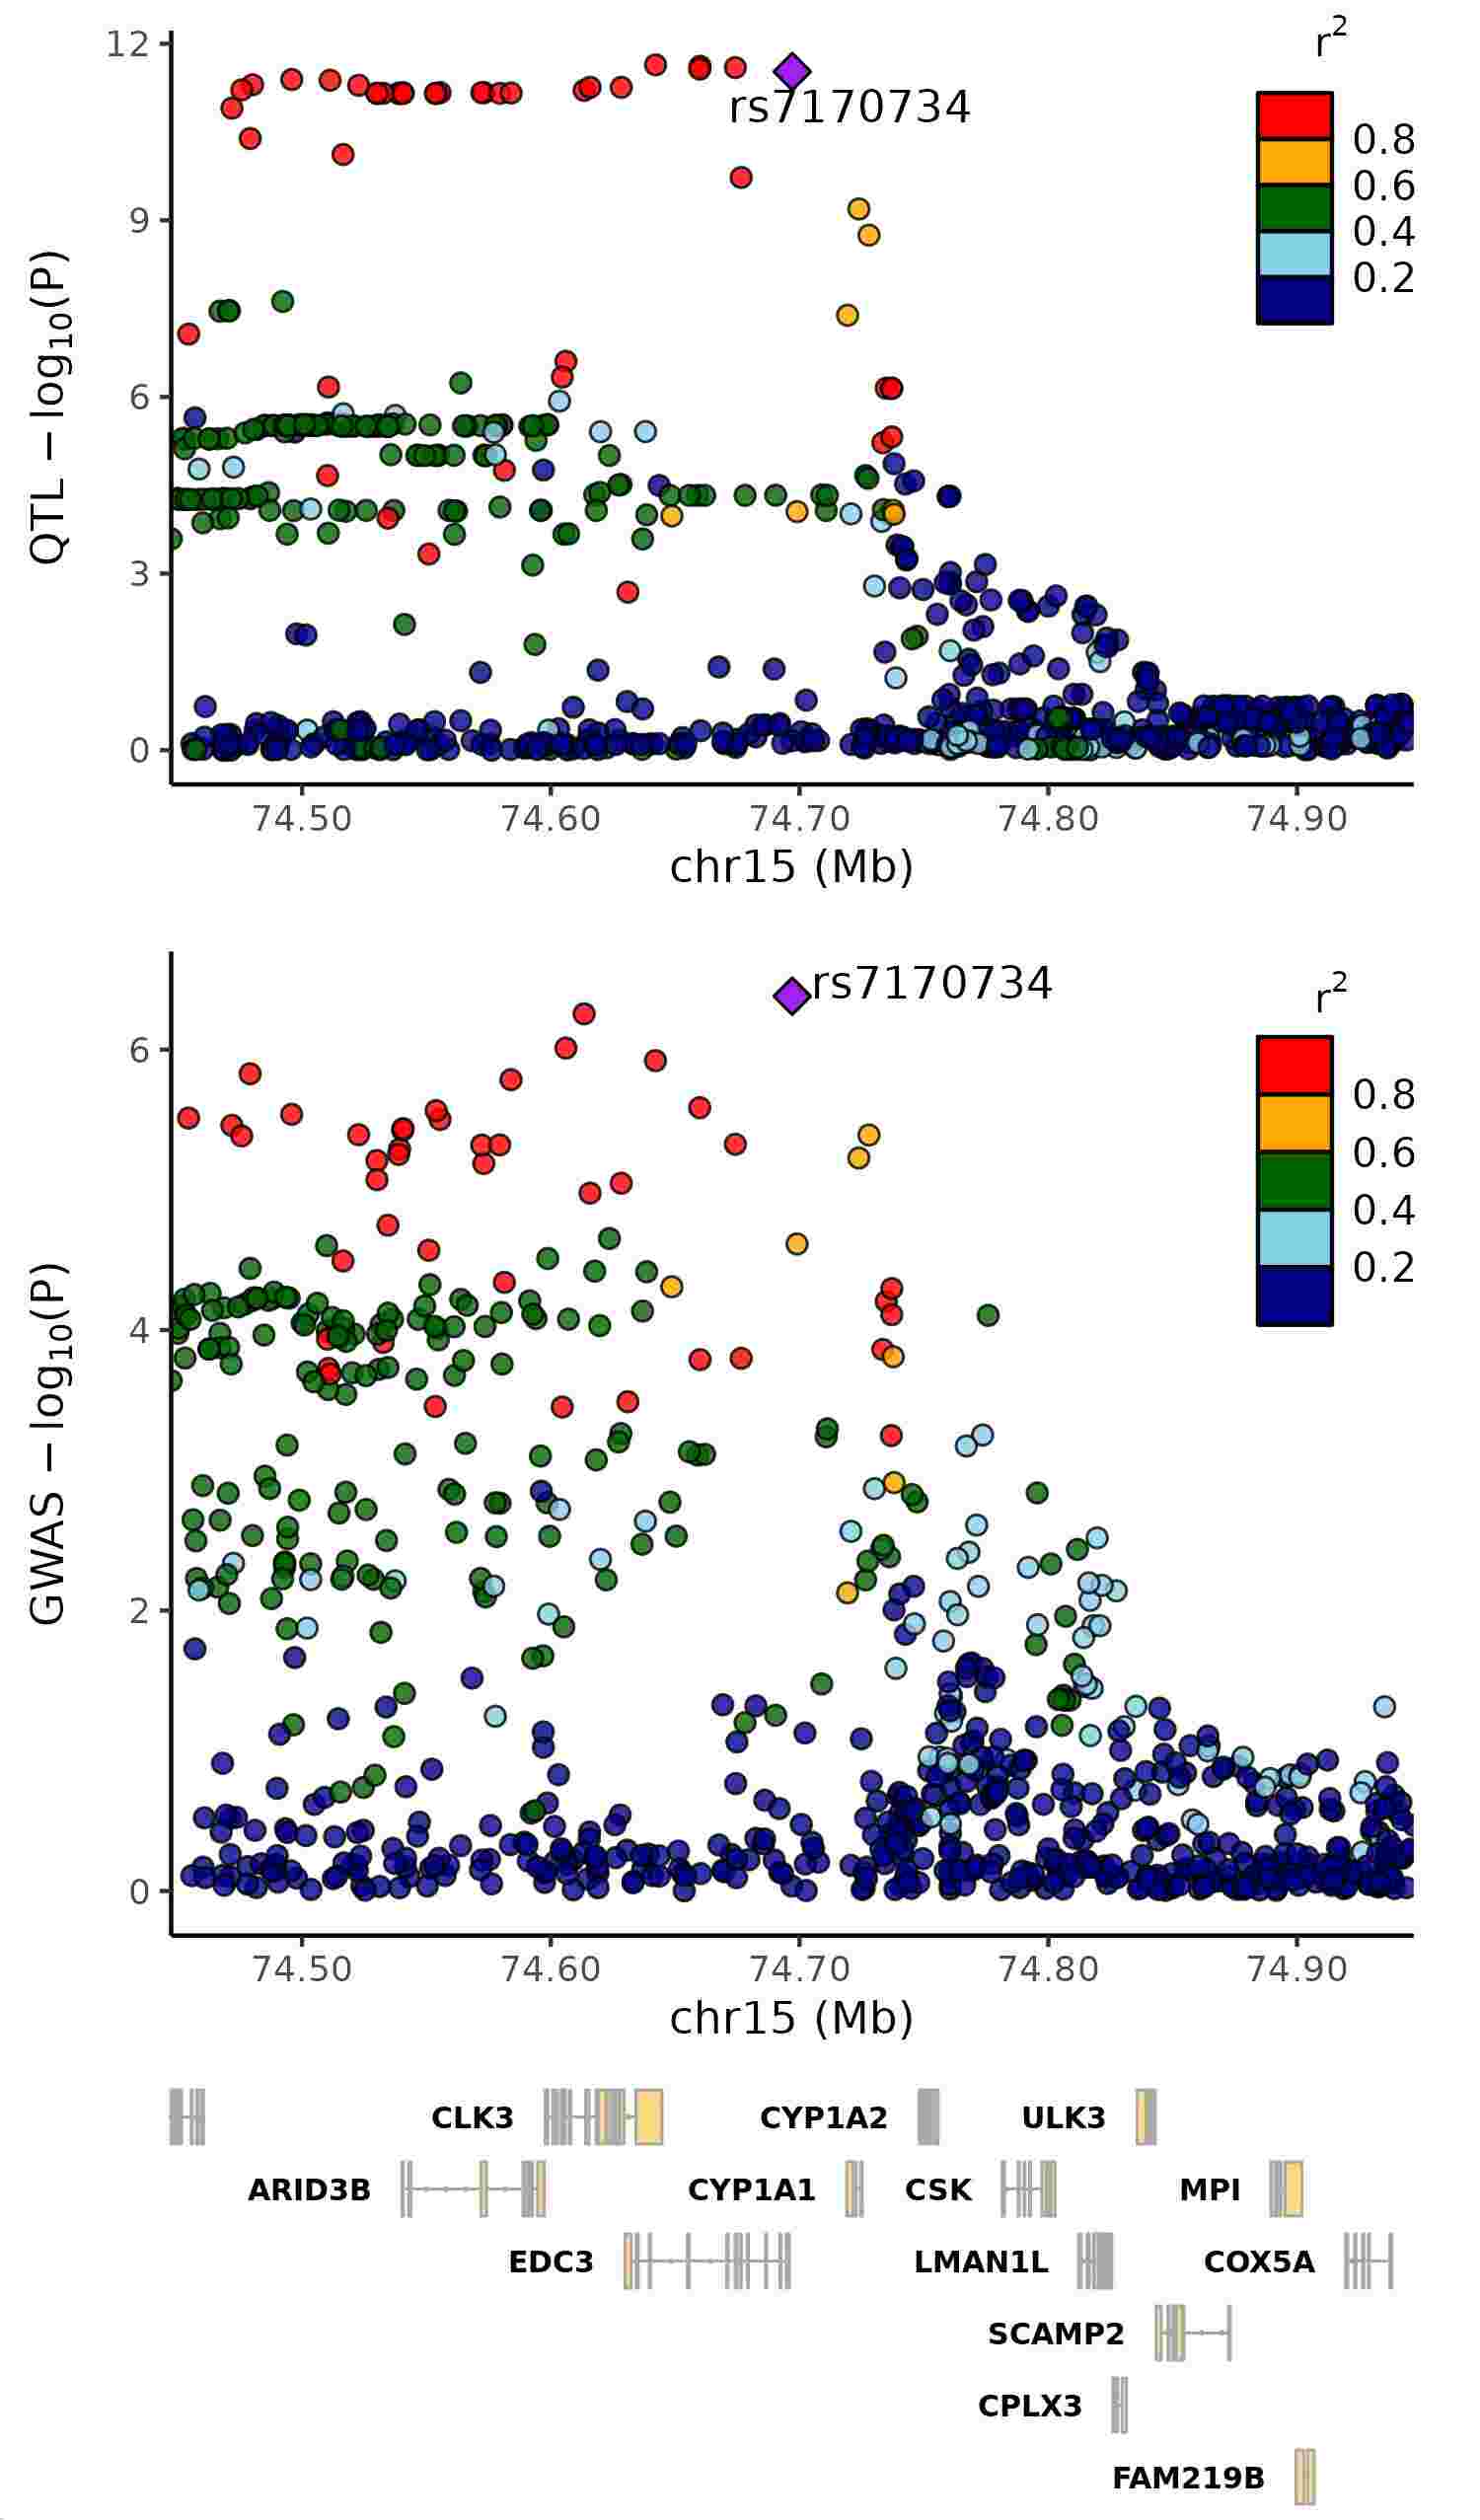 12
9
6
3
0
QTL − log10(P)
rs7170734
r2
0.8
0.6
0.4
0.2
74.50 74.60 74.70 74.80 74.90
chr15 (Mb)
6
4
2
0
GWAS − log10(P)
rs7170734
r2
0.8
0.6
0.4
0.2
74.50 74.60 74.70 74.80 74.90
chr15 (Mb)
CLK3 CYP1A2 ULK3
ARID3B CYP1A1 CSK MPI
EDC3 LMAN1L COX5A
SCAMP2
CPLX3
FAM219B